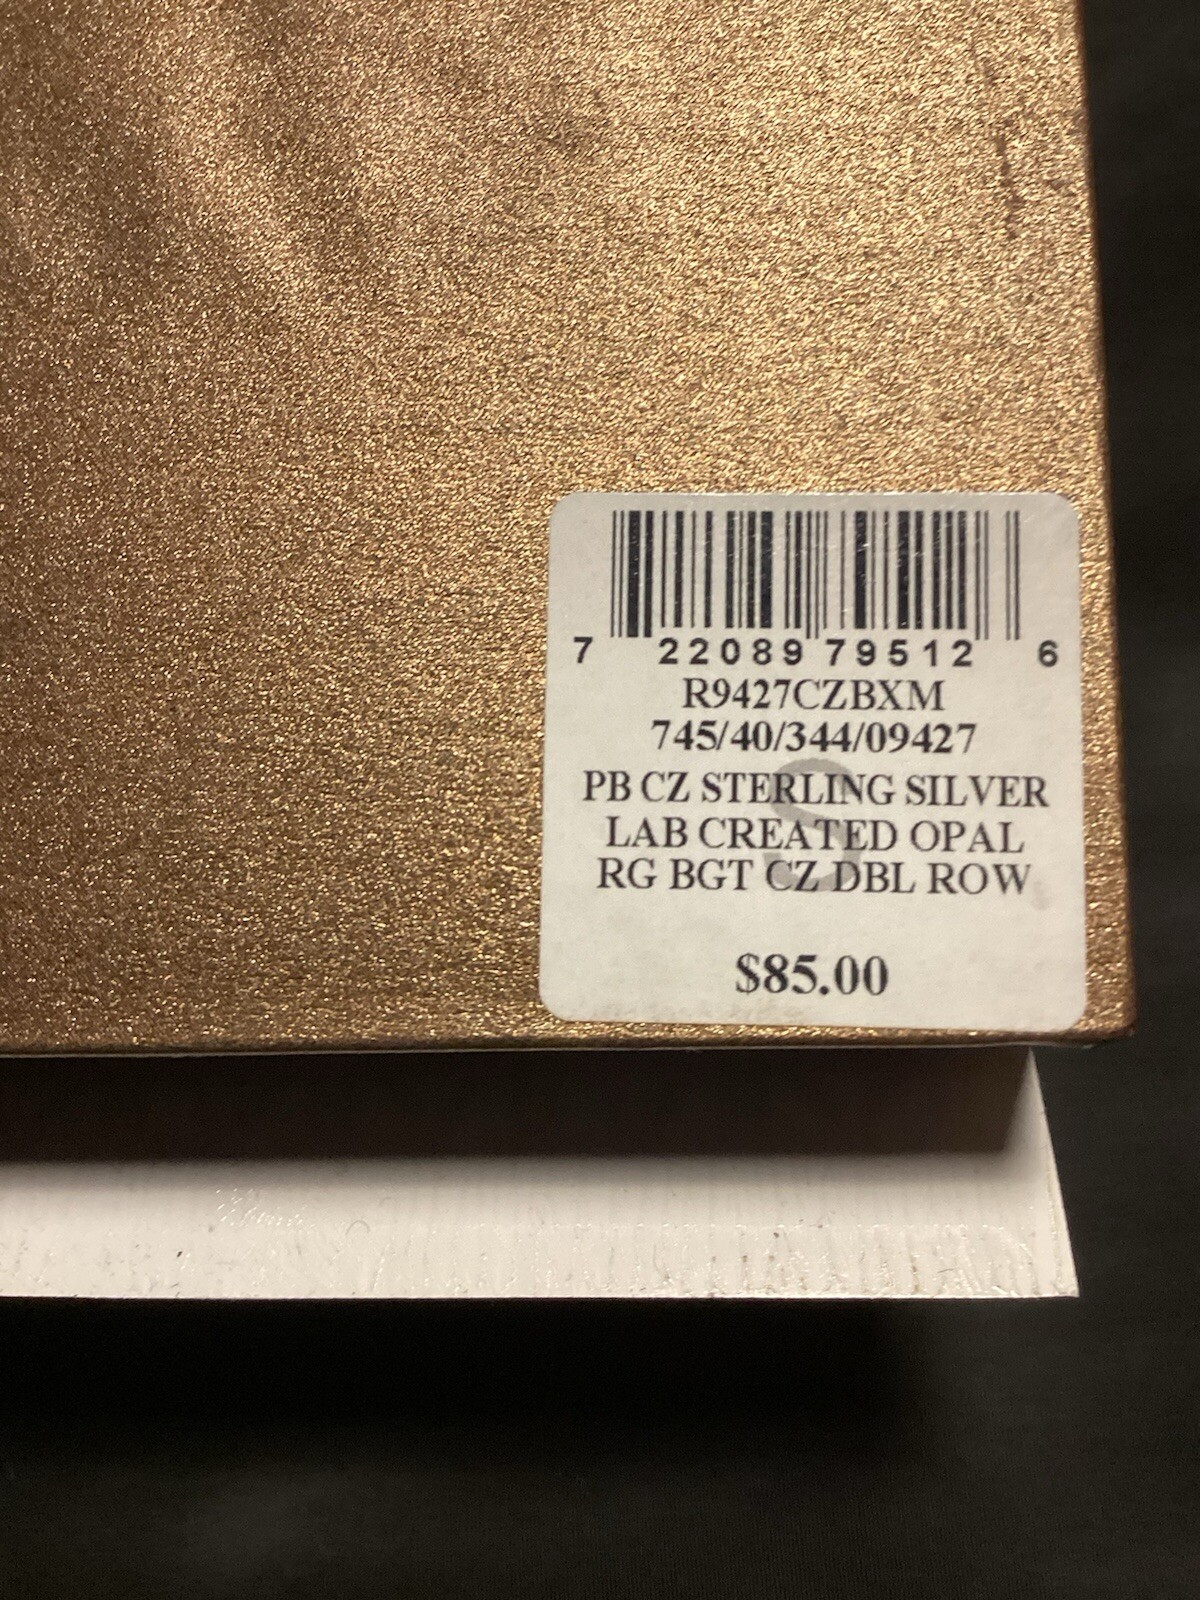 7 22089 79512 6
R9427CZBXM
745/40/344/09427
PB CZ STERLING SILVER
LAB CREATED OPAL
RG BGT CZ DBL ROW
S
$85.00